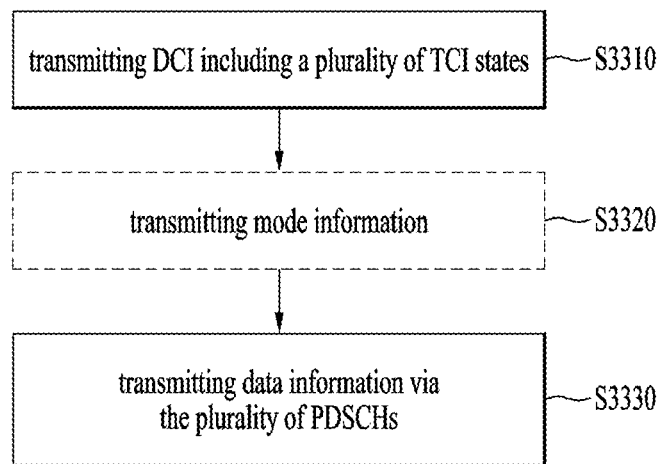 transmitting DCI including a plurality of TCI states
S3310
transmitting mode information
S3320
transmitting data information via
the plurality of PDSCHs
S3330